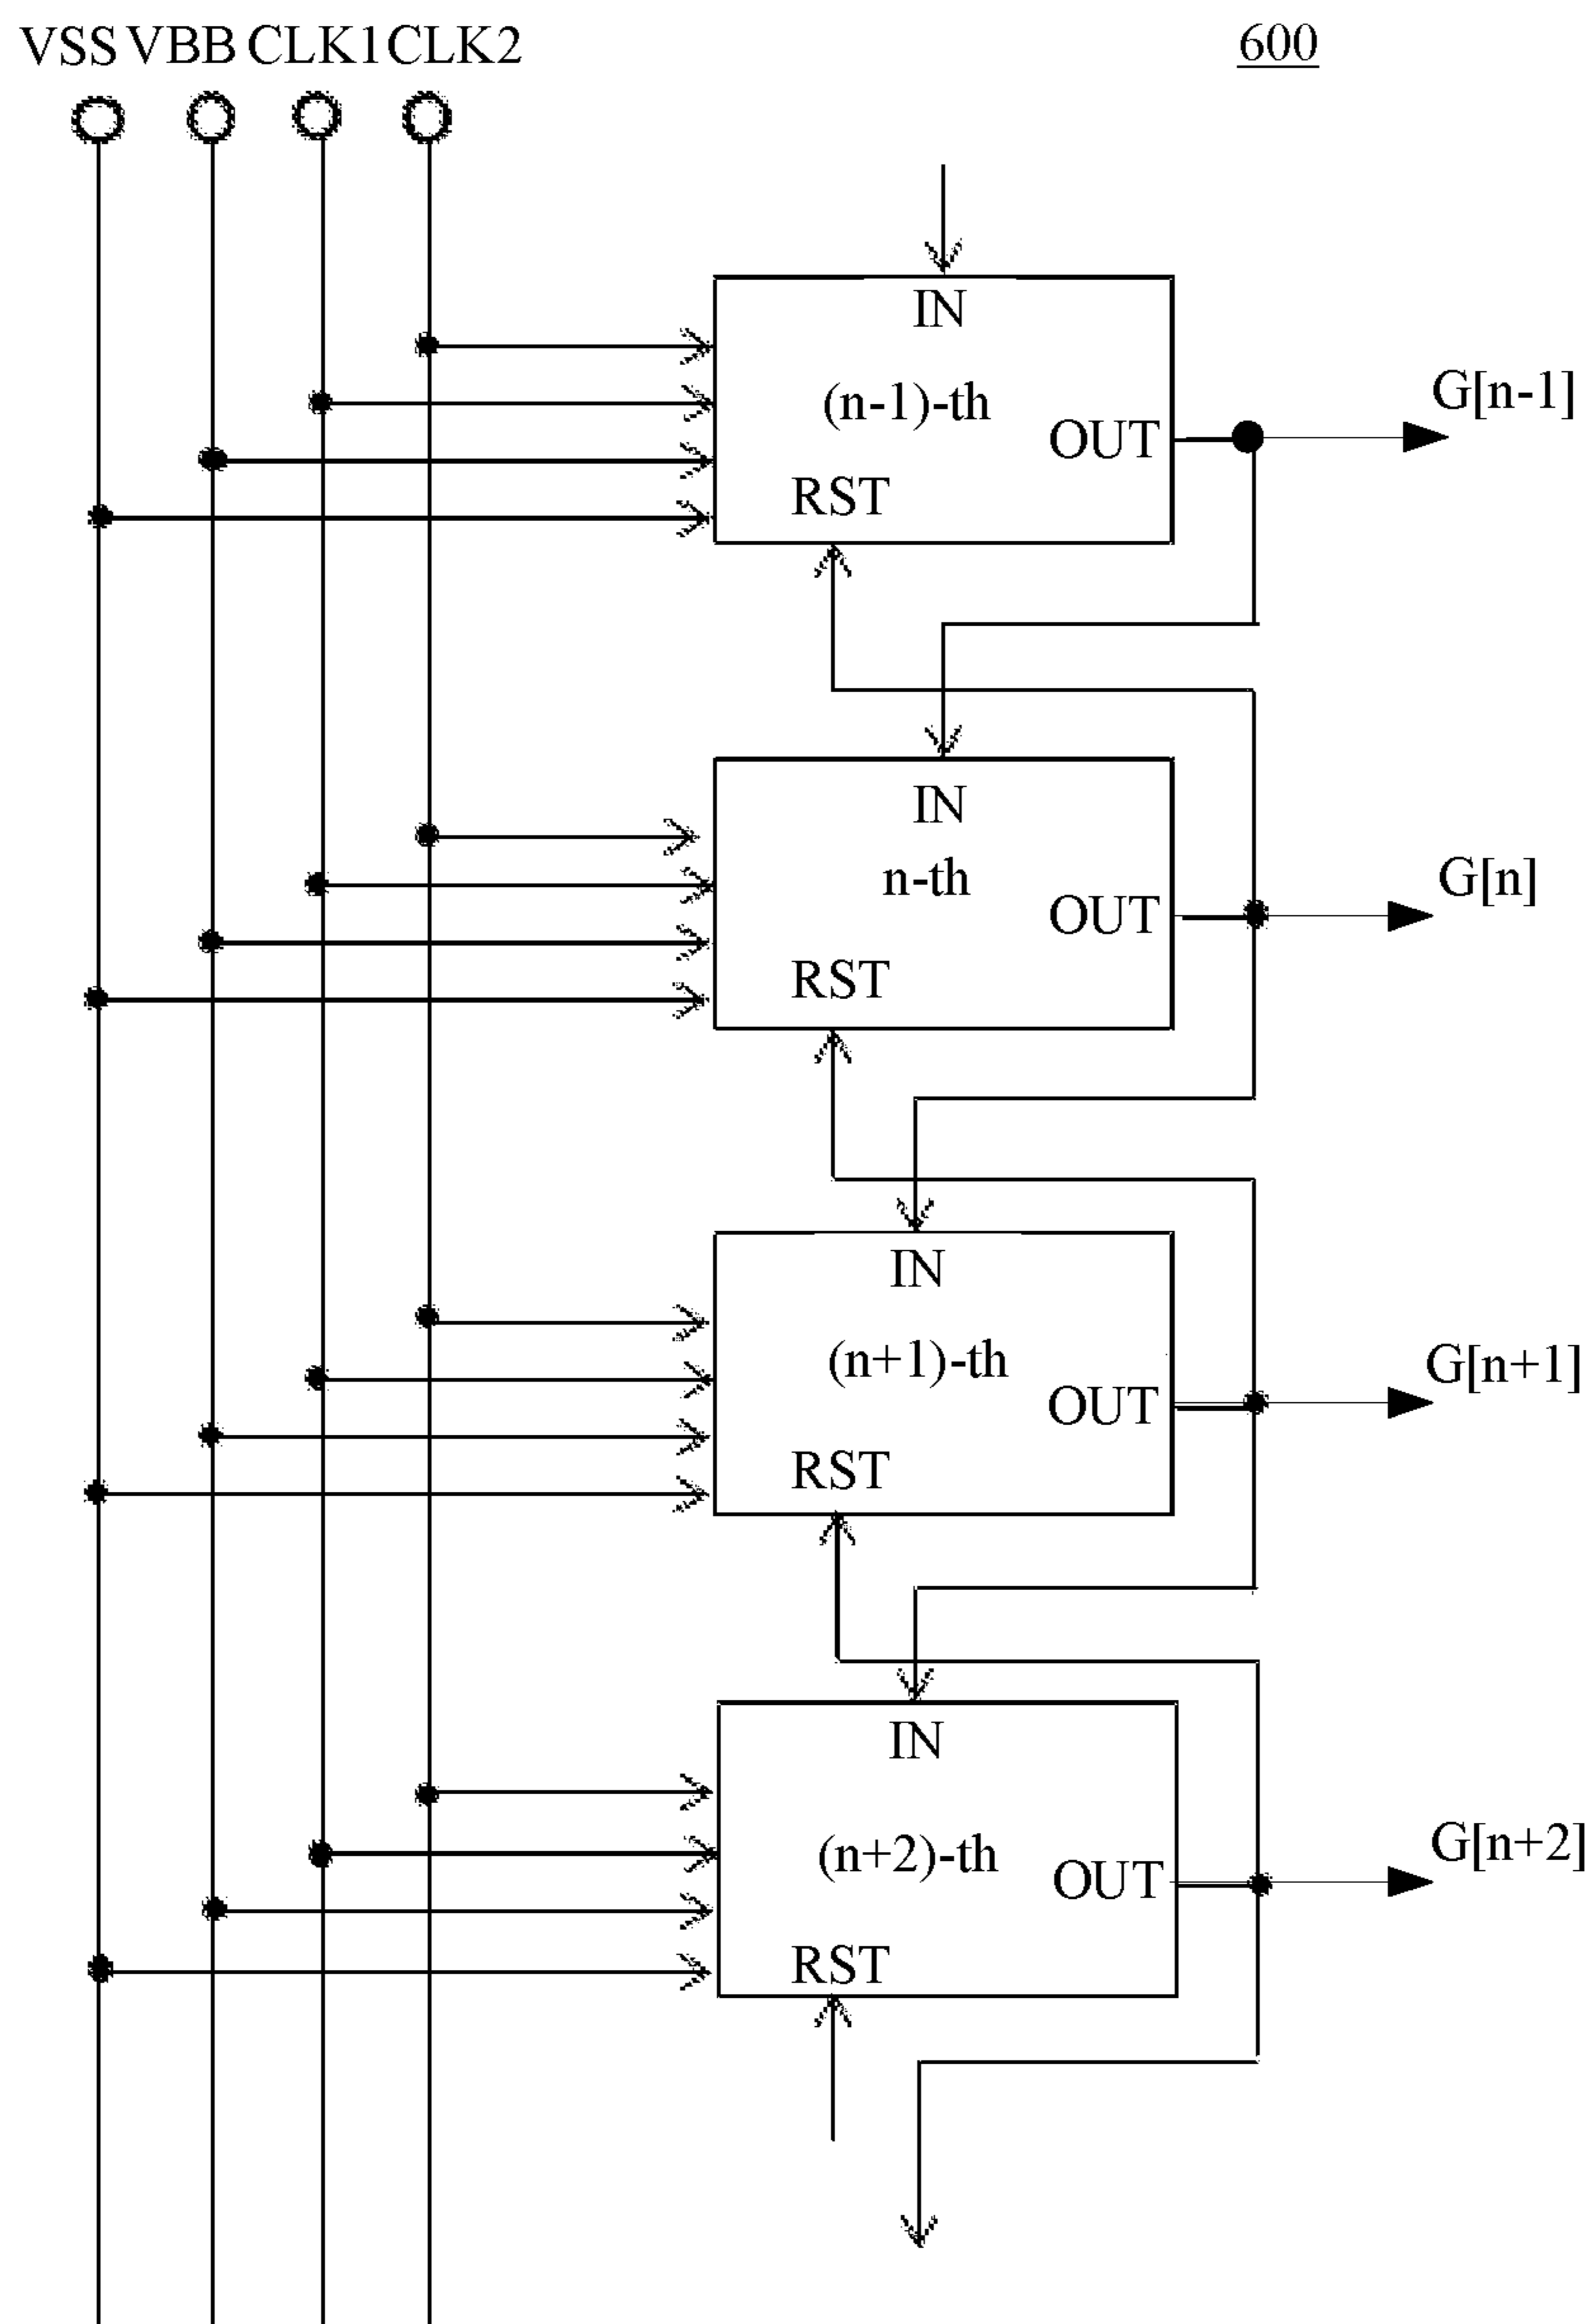 VSS VBB CLK1 CLK2
600
IN
(n-1)-th
OUT
RST
G[n-1]
IN
n-th
OUT
RST
G[n]
IN
(n+1)-th
OUT
RST
G[n+1]
IN
(n+2)-th
OUT
RST
G[n+2]